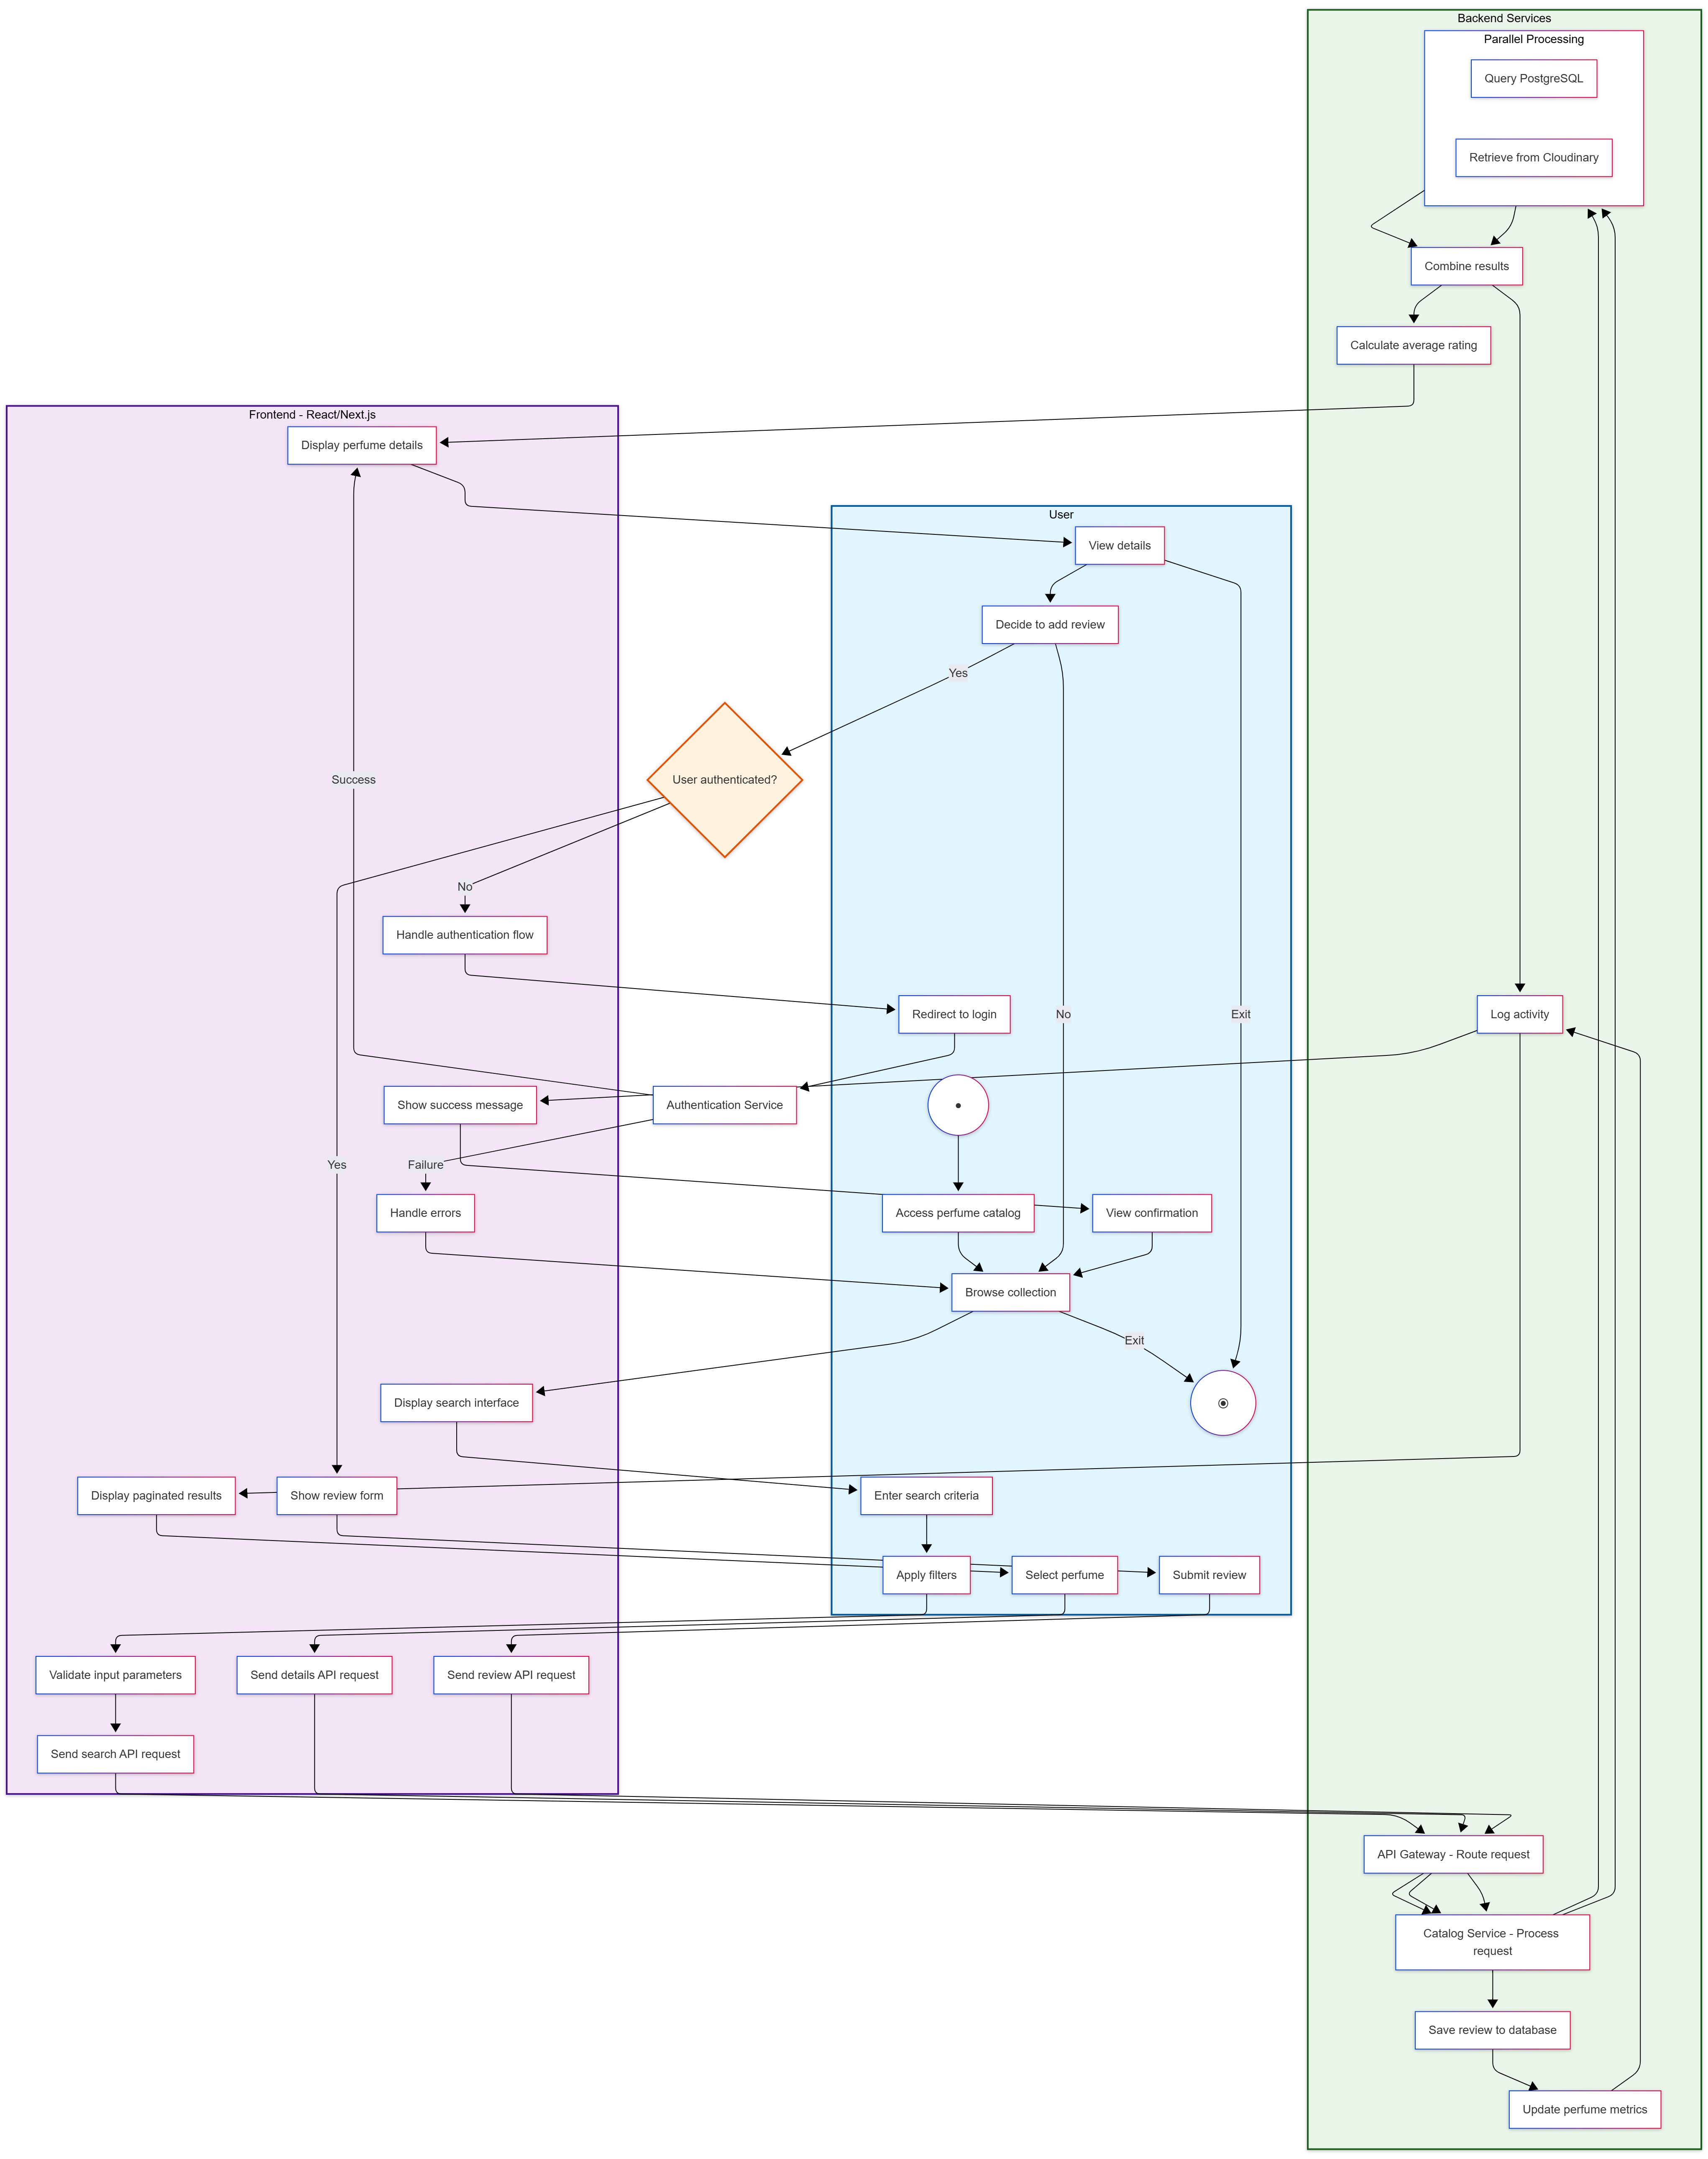 Backend Services
Parallel Processing
Query PostgreSQL
Retrieve from Cloudinary
Combine results
Calculate average rating
Frontend - React/Next.js
Display perfume details
User
View details
Decide to add review
Yes
Success
User authenticated?
No
Handle authentication flow
Redirect to login
No
Exit
Log activity
Show success message
Authentication Service
Yes
Failure
Handle errors
Access perfume catalog
View confirmation
Browse collection
Exit
Display search interface
Display paginated results
Show review form
Enter search criteria
Apply filters
Select perfume
Submit review
Validate input parameters
Send details API request
Send review API request
Send search API request
API Gateway - Route request
Catalog Service - Process
request
Save review to database
Update perfume metrics